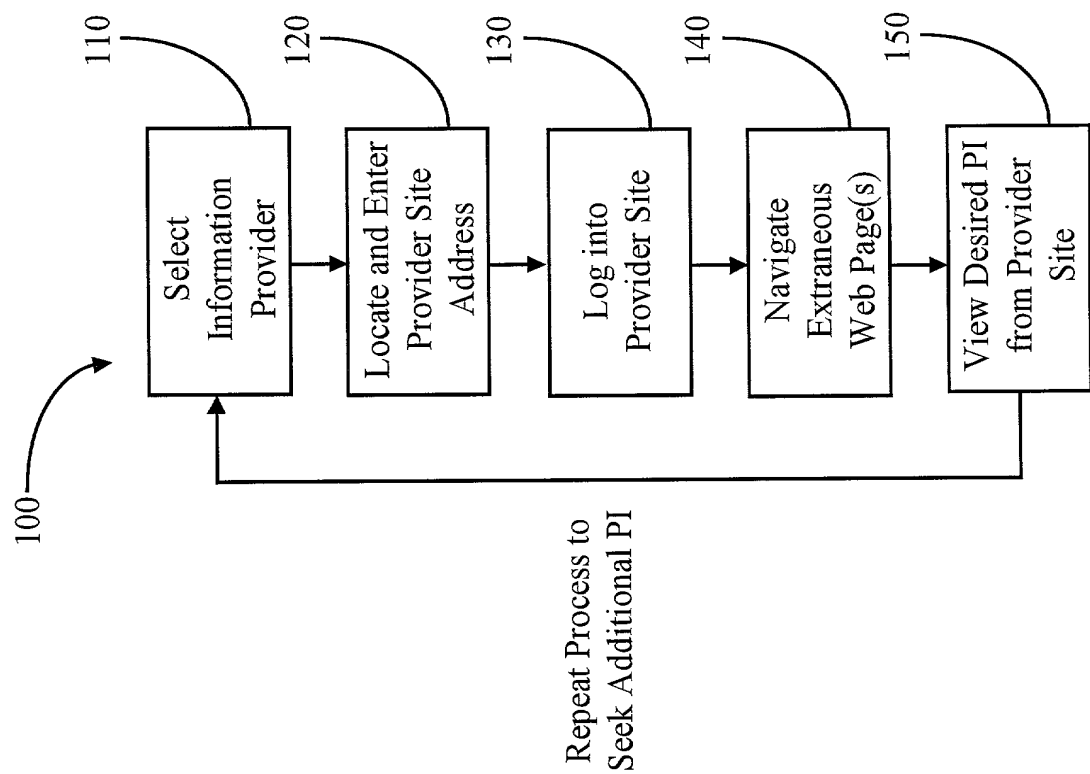 100
Select
Information
Provider
110
Locate and Enter
Provider Site
Address
120
Log into
Provider Site
130
Navigate
Extraneous
Web Page(s)
140
View Desired PI
from Provider
Site
150
Repeat Process to
Seek Additional PI